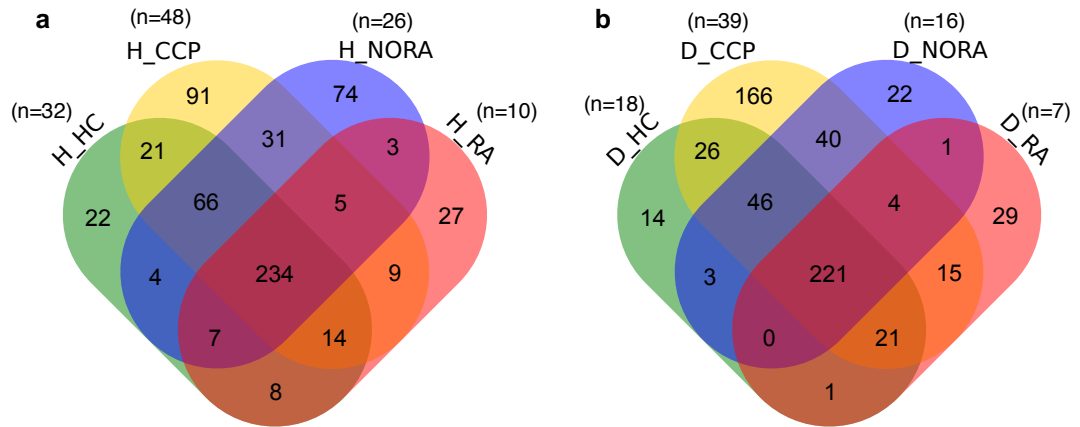 a
(n=48)
H_CCP
(n=26)
H_NORA
(n=32)
H_HC
(n=10)
H_RA
91
74
21
31
3
22
66
5
27
4
234
9
7
14
8
b
(n=39)
D_CCP
(n=16)
D_NORA
(n=18)
D_HC
(n=7)
D_RA
166
22
26
40
1
14
46
4
29
3
221
15
0
21
1